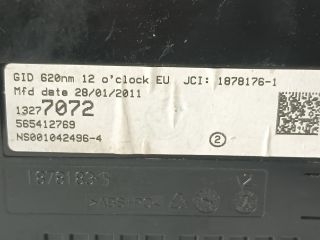 GID 620nm 12 o'clock EU JCI: 1878176-1
Mfd date 28/01/2011
13277072
565412769
NS001042496-4
2